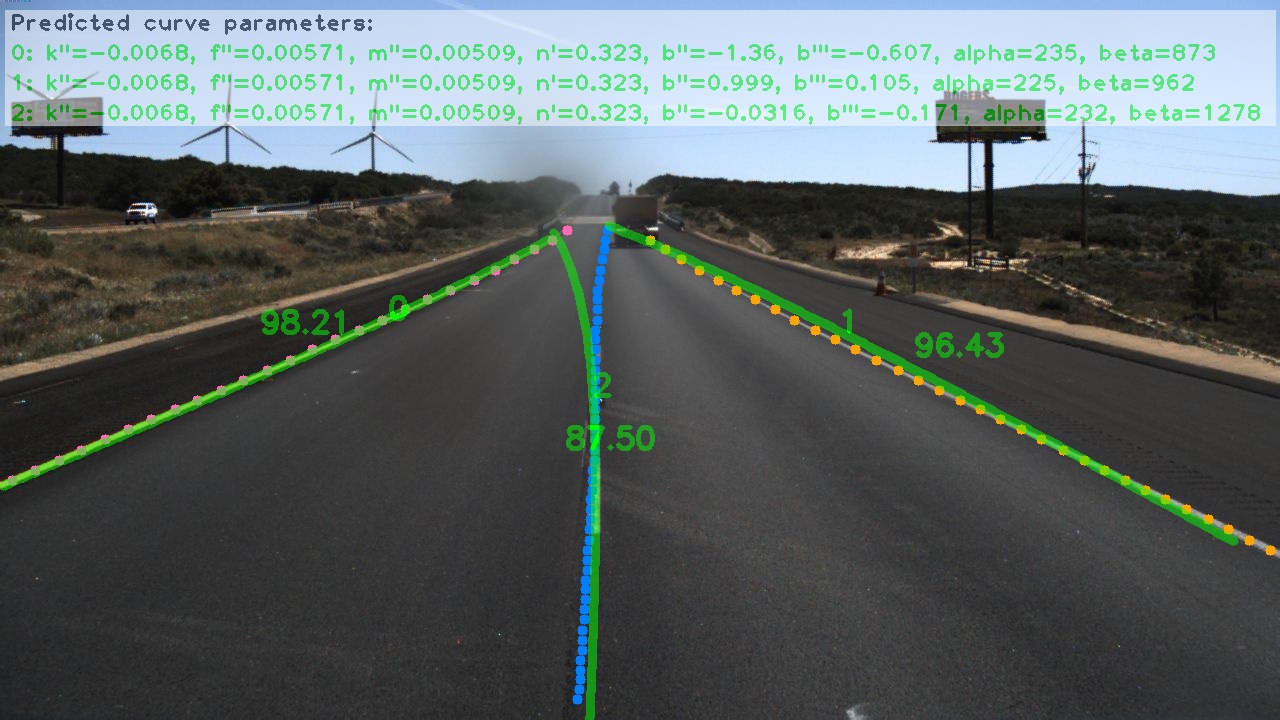 Predicted curve parameters:
0: k''=-0.0068, f''=0.00571, m''=0.00509, n'=0.323, b''=-1.36, b'''=-0.607, alpha=235, beta=873
1: k''=-0.0068, f''=0.00571, m''=0.00509, n'=0.323, b''=0.999, b'''=0.105, alpha=225, beta=962
2: k''=-0.0068, f''=0.00571, m''=0.00509, n'=0.323, b''=-0.0316, b'''=-0.171, alpha=232, beta=1278
0
98.21
1
96.43
2
87.50